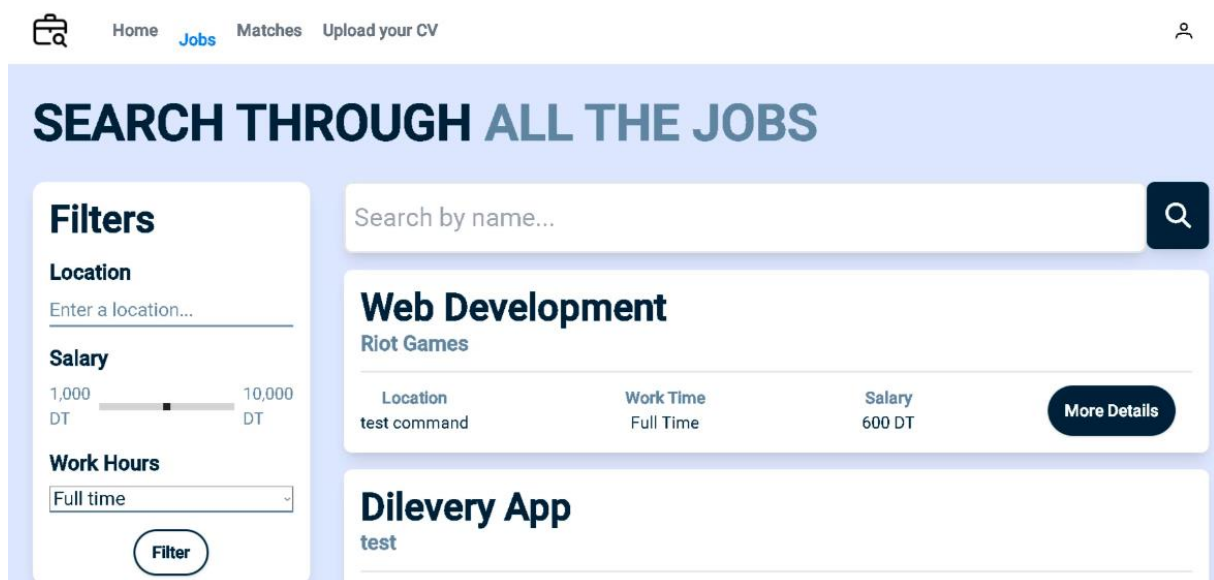 Home Jobs Matches Upload your CV
SEARCH THROUGH ALL THE JOBS
Filters
Location
Enter a location...
Salary
1,000 DT 10,000 DT
Work Hours
Full time
Filter
Search by name...
Web Development
Riot Games
Location Work Time Salary
test command Full Time 600 DT
More Details
Dilevery App
test